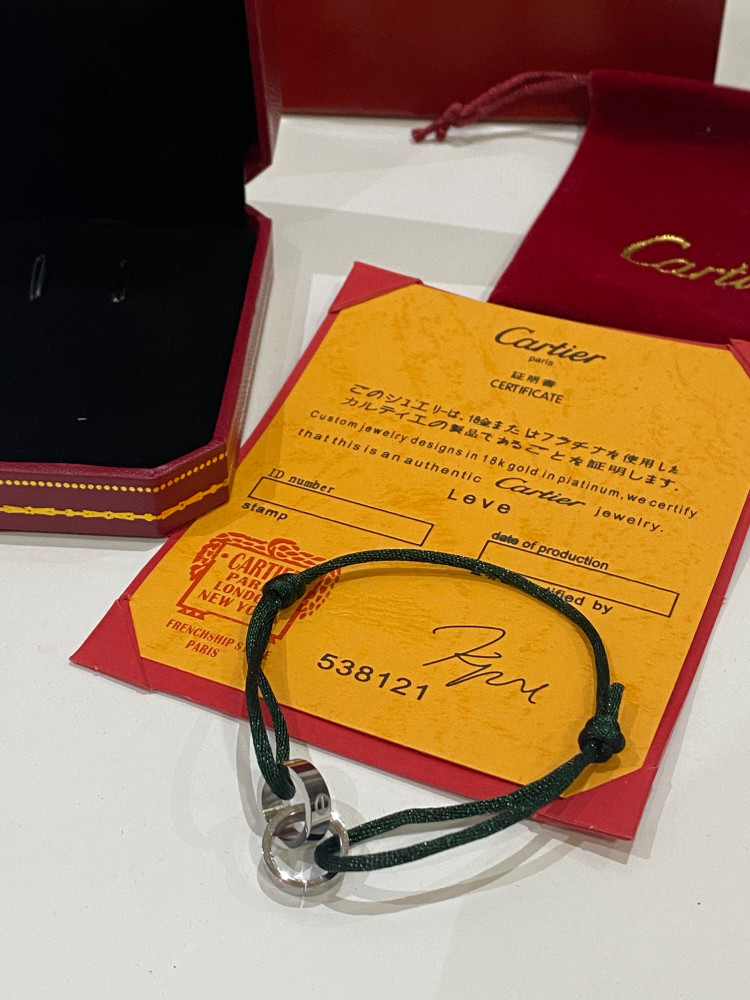 Cartier
Cartier
paris
証明書
CERTIFICATE
このジュエリーは、18金またはプラチナを使用した
カルティエの製品であることを証明します。
Custom jewelry designs in 18k gold in platinum, we certify
that this is an authentic Cartier jewelry.
Leve
ID number
stamp
date of production
ified by
CARTIER
PARIS
LONDON
NEW YO
FRENCHSHIP S
PARIS
538121